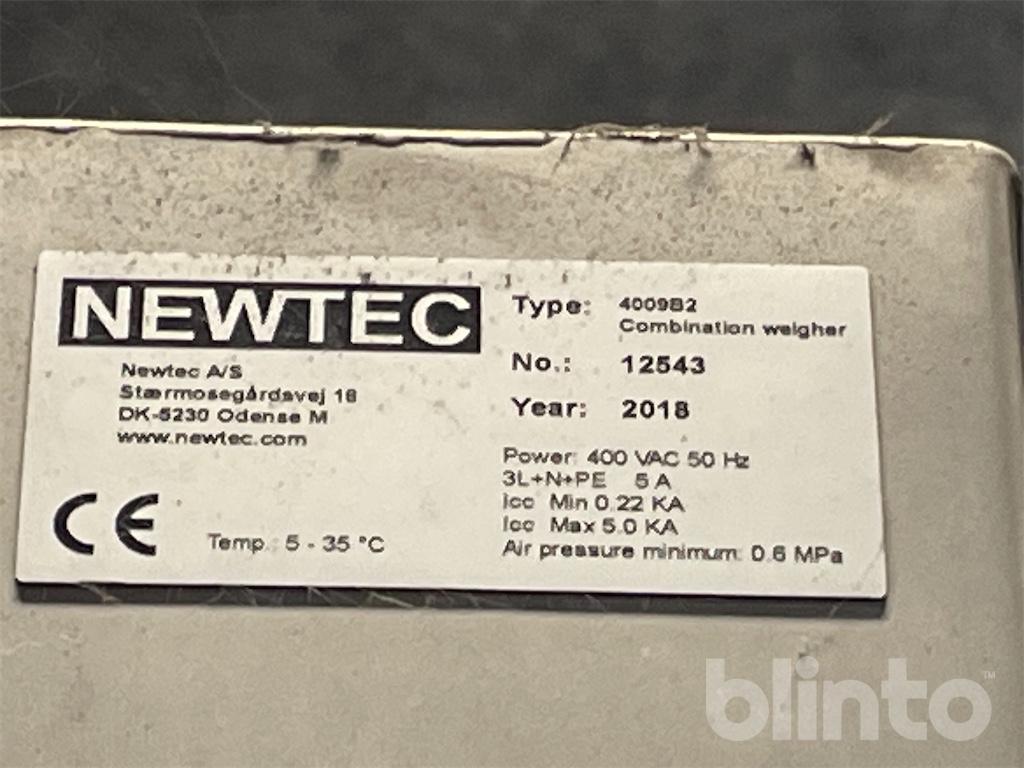 NEWTEC
Newtec A/S
Stærmosegårdsvej 18
DK-5230 Odense M
www.newtec.com
CE
Temp.: 5 - 35 °C
Type: 4009B2
Combination weigher
No.: 12543
Year: 2018
Power: 400 VAC 50 Hz
3L+N+PE 5 A
Icc Min 0.22 KA
Icc Max 5.0 KA
Air pressure minimum: 0.6 MPa
blinto™